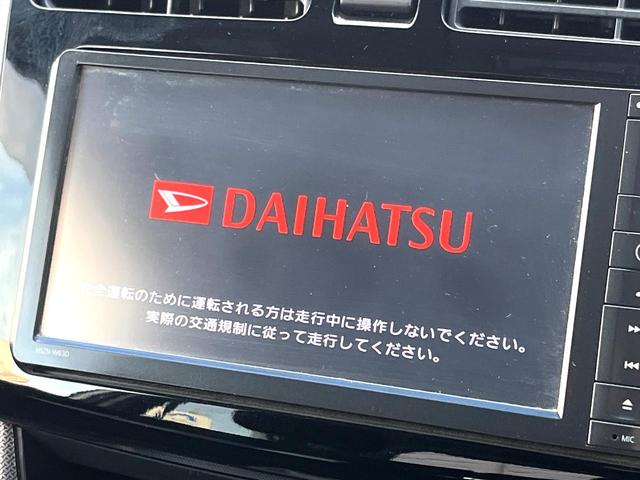 DAIHATSU
安全運転のために運転される方は走行中に操作しないでください。
実際の交通規制に従って走行してください。
MIC